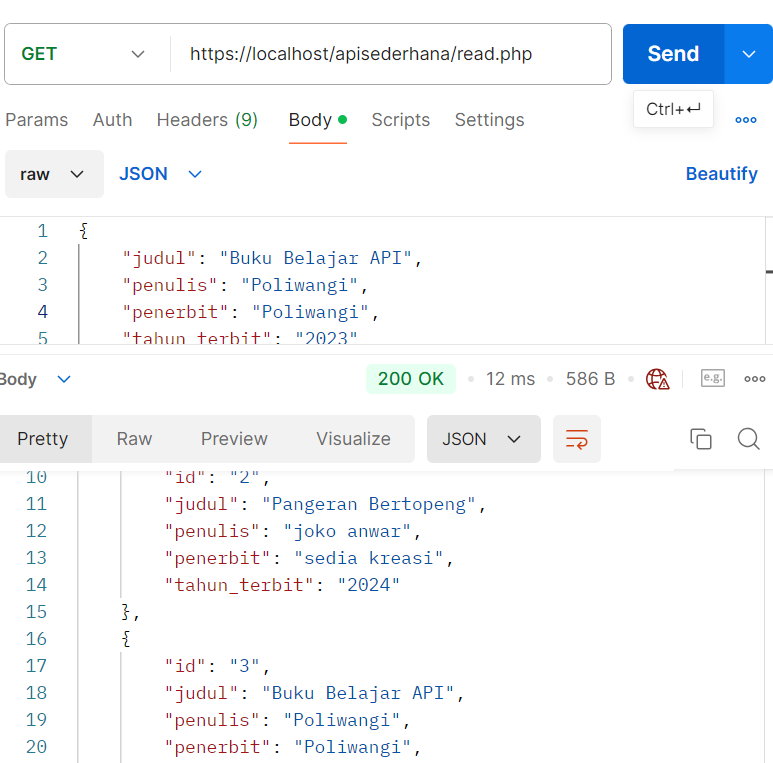 GET https://localhost/apisederhana/read.php Send
Ctrl+↵
Params Auth Headers (9) Body Scripts Settings
raw JSON Beautify
1 {
2 "judul": "Buku Belajar API",
3 "penulis": "Poliwangi",
4 "penerbit": "Poliwangi",
5 "tahun_terbit": "2023"
Body 200 OK 12 ms 586 B e.g.
Pretty Raw Preview Visualize JSON
10 "id": "2",
11 "judul": "Pangeran Bertopeng",
12 "penulis": "joko anwar",
13 "penerbit": "sedia kreasi",
14 "tahun_terbit": "2024"
15 },
16 {
17 "id": "3",
18 "judul": "Buku Belajar API",
19 "penulis": "Poliwangi",
20 "penerbit": "Poliwangi",